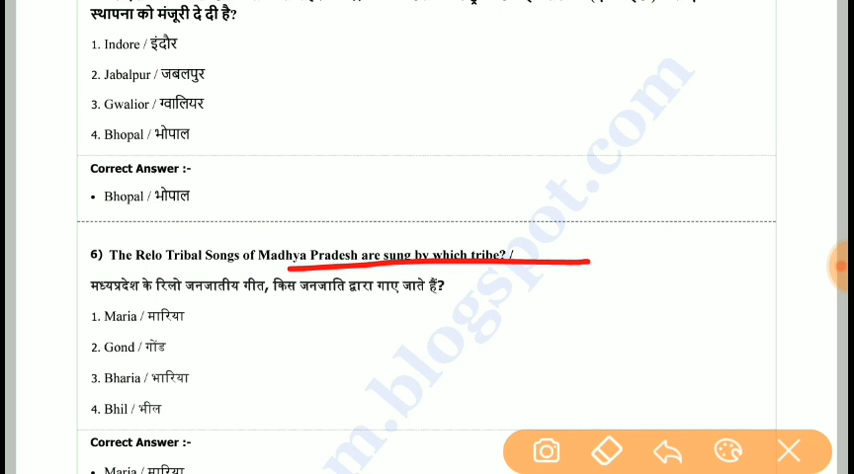 स्थापना को मंजूरी दे दी है?
1. Indore / इंदौर
2. Jabalpur / जबलपुर
3. Gwalior / ग्वालियर
4. Bhopal / भोपाल
Correct Answer :-
• Bhopal / भोपाल
6) The Relo Tribal Songs of Madhya Pradesh are sung by which tribe? /
मध्यप्रदेश के रिलो जनजातीय गीत, किस जनजाति द्वारा गाए जाते हैं?
1. Maria / मारिया
2. Gond / गोंड
3. Bharia / भारिया
4. Bhil / भील
Correct Answer :-
• Maria / मारिया
m.blogspot.com